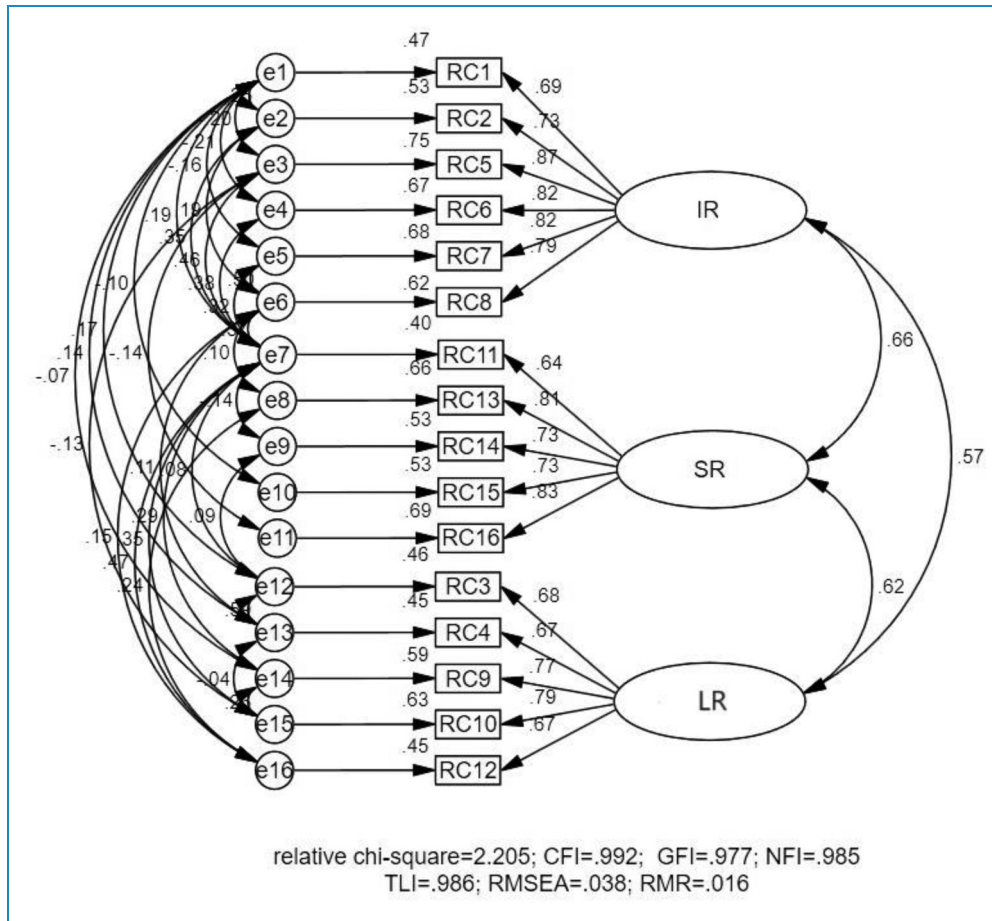 .47
e1 RC1 .69
.53
e2 RC2 .73
.20
-.21
.75
e3 RC5 .87
-.16
.67
e4 RC6 .82
IR
.19 .19
.68
e5 RC7 .82
.35
.46
.79
.62
e6 RC8
-.10 .38
.32
.40
.17
.14 -.14 .10
e7 RC11 .64
.66
.66
-.07
e8 RC13 .81
.14
.53
-.13
e9 RC14 .73
.57
.11 .08
.53
.73
SR
e10 RC15
.83
.69
.29 .09
e11 RC16
.15 .35
.46
.47
.24
e12 RC3 .68
.62
.45
e13 RC4 .67
.59
.77
-.04
e14 RC9
LR
.63
.79
e15 RC10
.67
.45
e16 RC12
relative chi-square=2.205; CFI=.992; GFI=.977; NFI=.985
TLI=.986; RMSEA=.038; RMR=.016